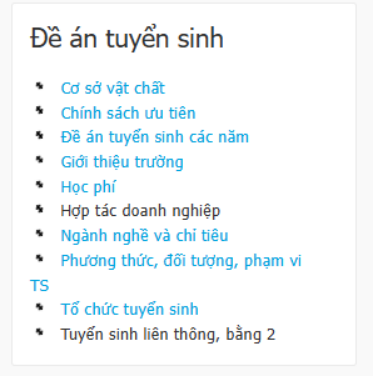 Đề án tuyển sinh
Cơ sở vật chất
Chính sách ưu tiên
Đề án tuyển sinh các năm
Giới thiệu trường
Học phí
Hợp tác doanh nghiệp
Ngành nghề và chỉ tiêu
Phương thức, đối tượng, phạm vi
TS
Tổ chức tuyển sinh
Tuyển sinh liên thông, bằng 2